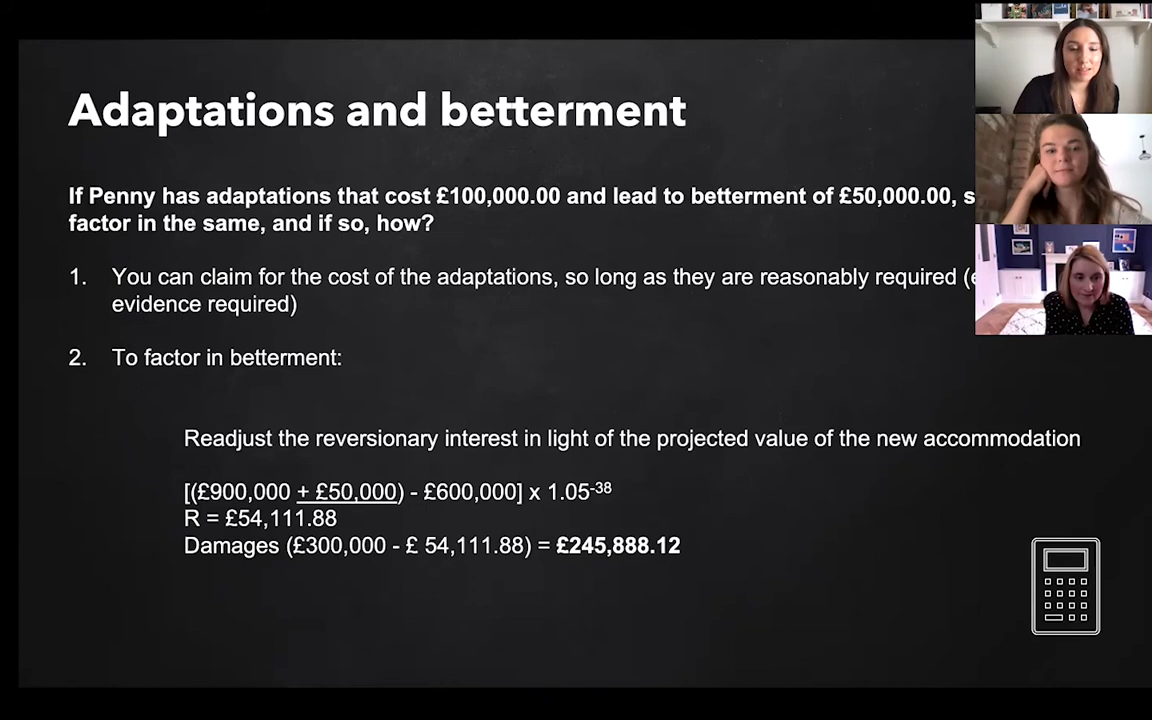 Adaptations and betterment
If Penny has adaptations that cost £100,000.00 and lead to betterment of £50,000.00,
factor in the same, and if so, how?
1. You can claim for the cost of the adaptations, so long as they are reasonably required
evidence required)
2. To factor in betterment:
Readjust the reversionary interest in light of the projected value of the new accommodation
[(£900,000 + £50,000) - £600,000] x 1.05⁻³⁸
R = £54,111.88
Damages (£300,000 - £ 54,111.88) = £245,888.12